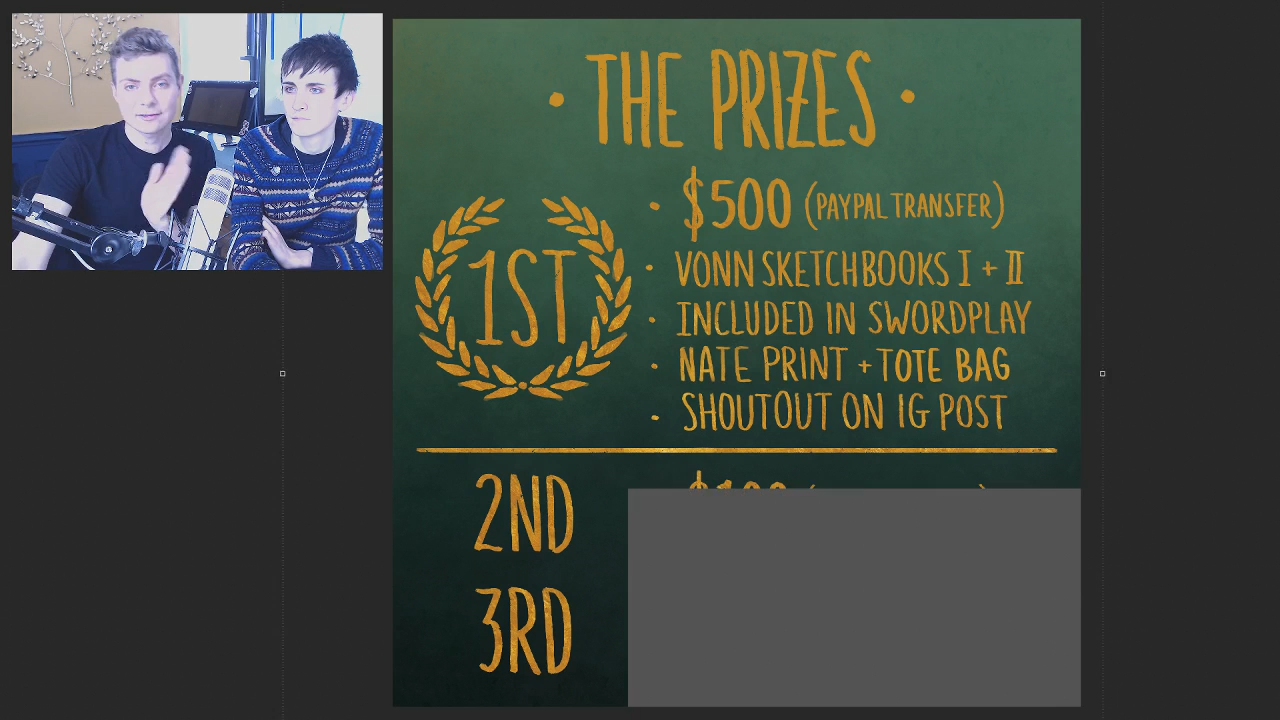 • THE PRIZES •
1ST
• $500 (PAYPAL TRANSFER)
• VONN SKETCHBOOKS I + II
• INCLUDED IN SWORDPLAY
• NATE PRINT + TOTE BAG
• SHOUTOUT ON IG POST
2ND
3RD